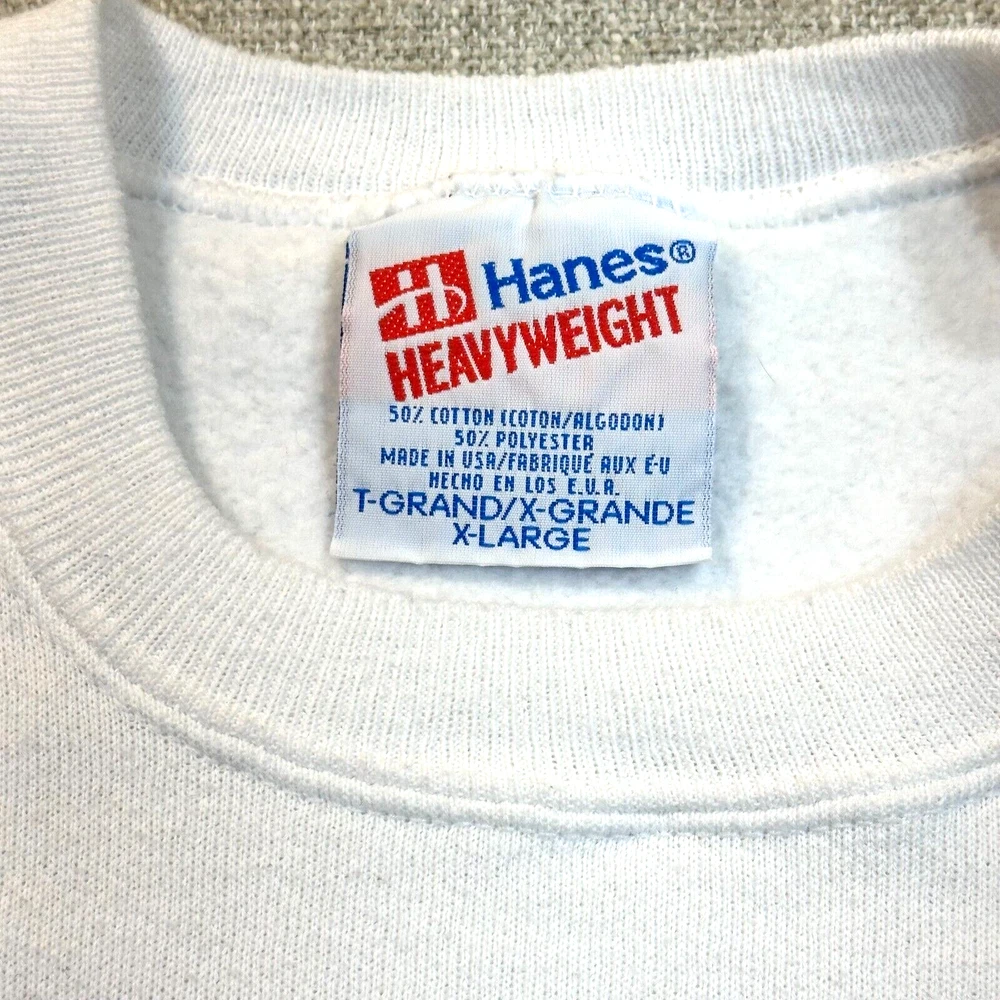 Hanes®
HEAVYWEIGHT
50% COTTON (COTON/ALGODON)
50% POLYESTER
MADE IN USA/FABRIQUÉ AUX É-U
HECHO EN LOS E.U.A.
T-GRAND/X-GRANDE
X-LARGE